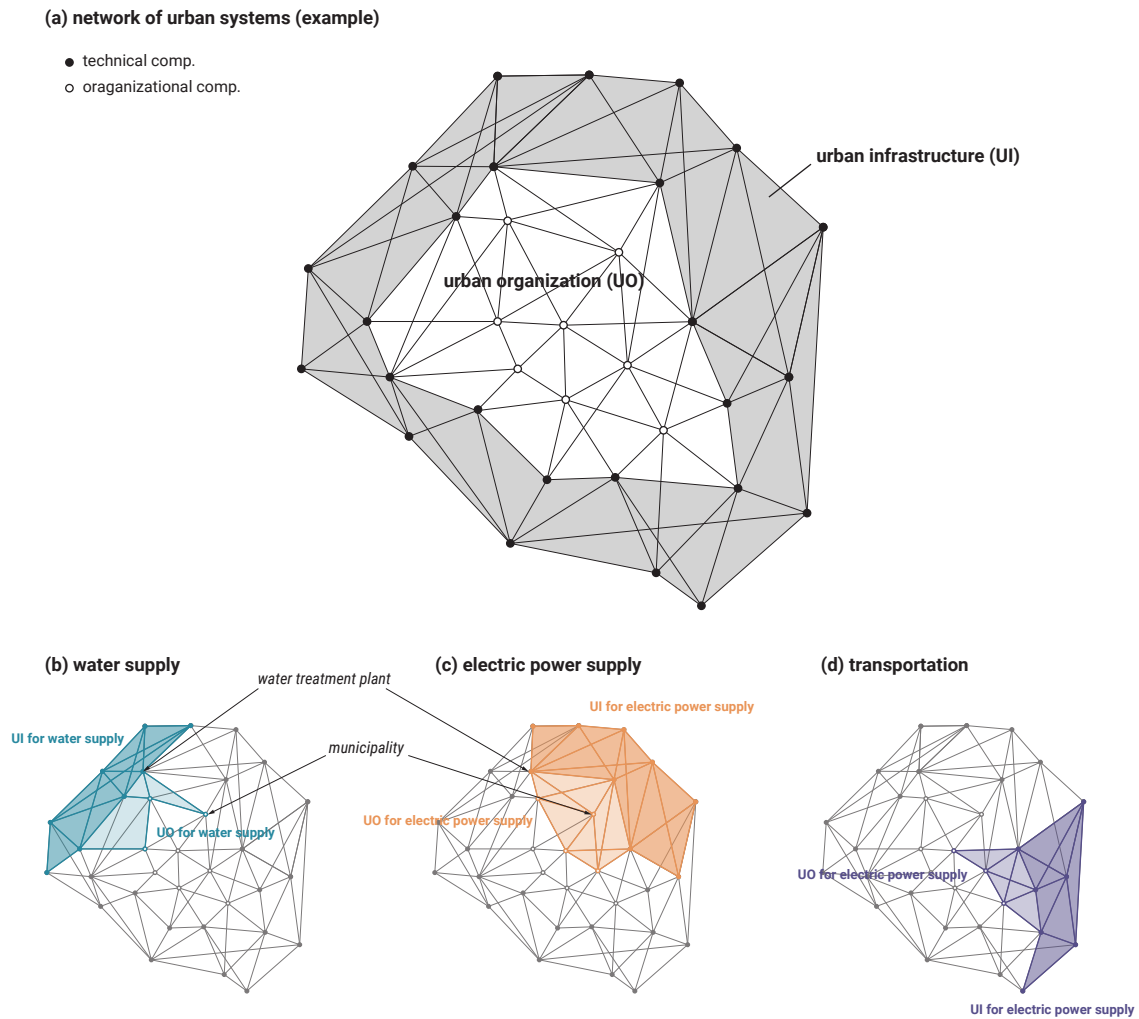 (a) network of urban systems (example)
technical comp.
oraganizational comp.
urban infrastructure (UI)
urban organization (UO)
(b) water supply
water treatment plant
(c) electric power supply
(d) transportation
UI for electric power supply
UI for water supply
municipality
UO for electric power supply
UO for water supply
UO for electric power supply
UI for electric power supply